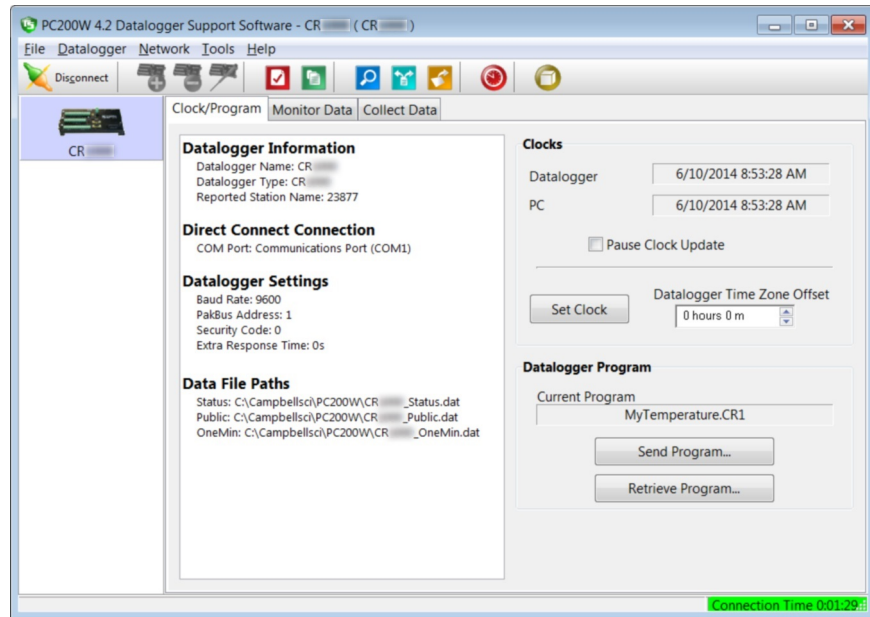 PC200W 4.2 Datalogger Support Software - CR ( CR )
File Datalogger Network Tools Help
Disconnect
CR
Clock/Program Monitor Data Collect Data
Datalogger Information
Datalogger Name: CR
Datalogger Type: CR
Reported Station Name: 23877
Direct Connect Connection
COM Port: Communications Port (COM1)
Datalogger Settings
Baud Rate: 9600
PakBus Address: 1
Security Code: 0
Extra Response Time: 0s
Data File Paths
Status: C:\Campbellsci\PC200W\CR _Status.dat
Public: C:\Campbellsci\PC200W\CR _Public.dat
OneMin: C:\Campbellsci\PC200W\CR _OneMin.dat
Clocks
Datalogger 6/10/2014 8:53:28 AM
PC 6/10/2014 8:53:28 AM
Pause Clock Update
Set Clock
Datalogger Time Zone Offset
0 hours 0 m
Datalogger Program
Current Program
MyTemperature.CR1
Send Program...
Retrieve Program...
Connection Time 0:01:29